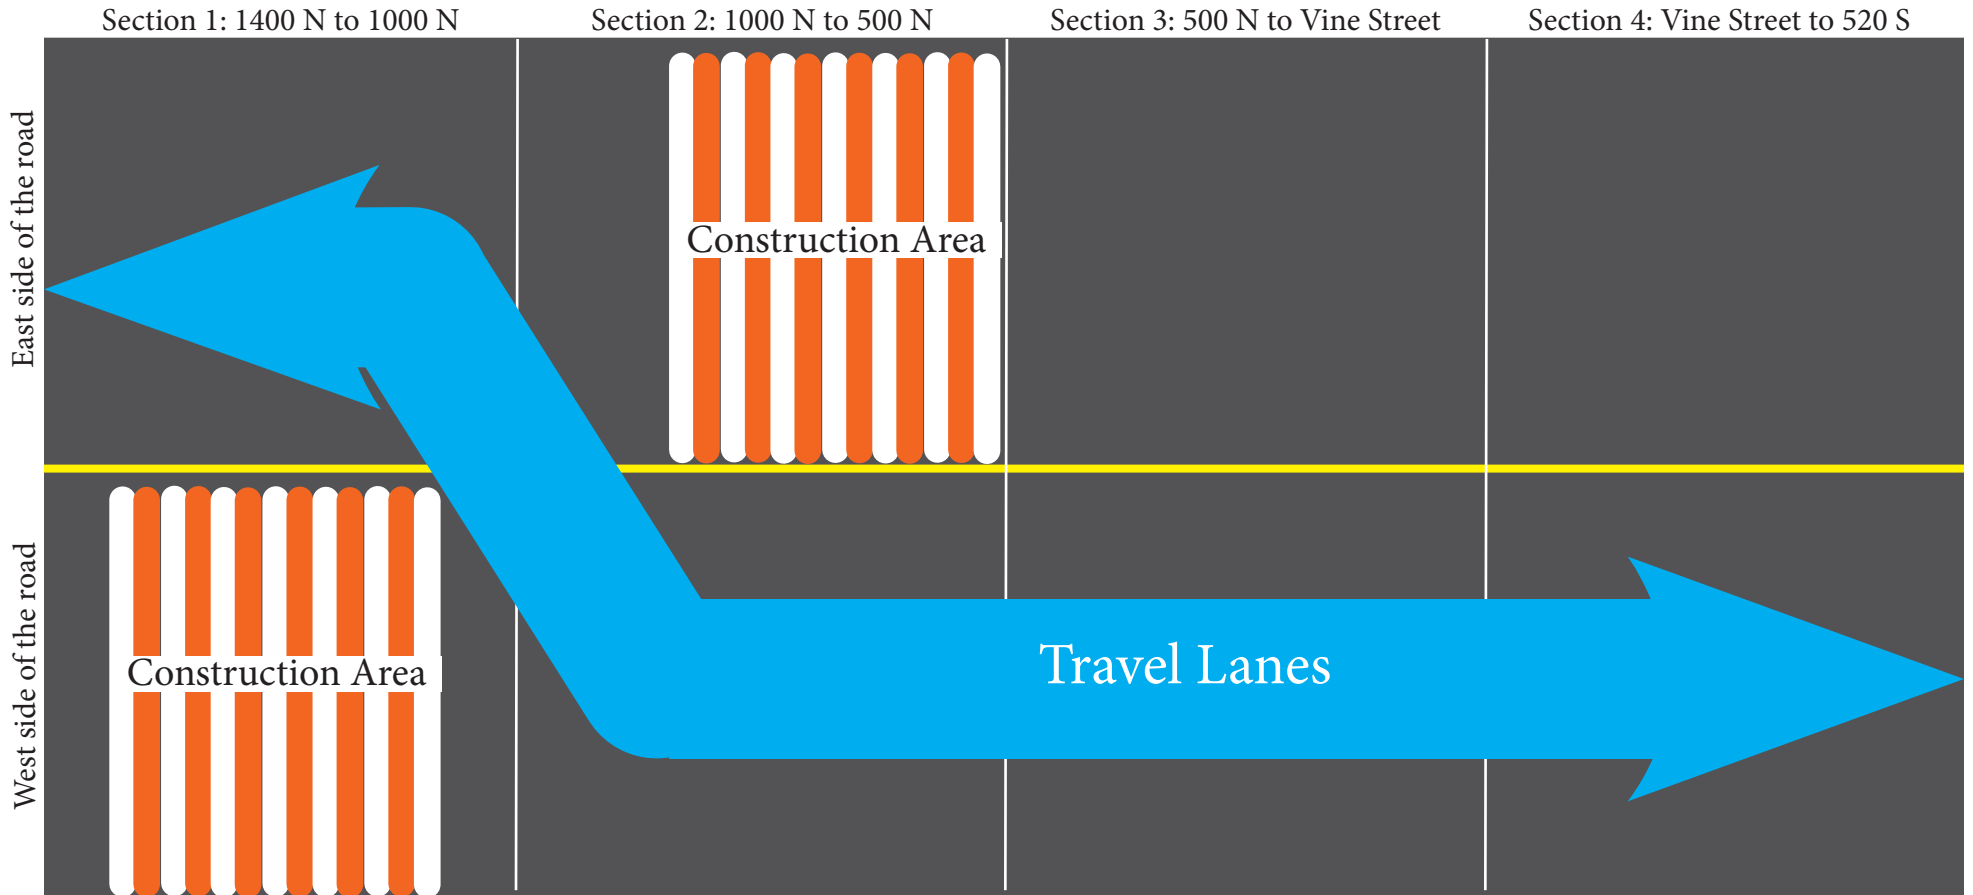 Section 1: 1400 N to 1000 N
Section 2: 1000 N to 500 N
Section 3: 500 N to Vine Street
Section 4: Vine Street to 520 S
East side of the road
Construction Area
West side of the road
Construction Area
Travel Lanes